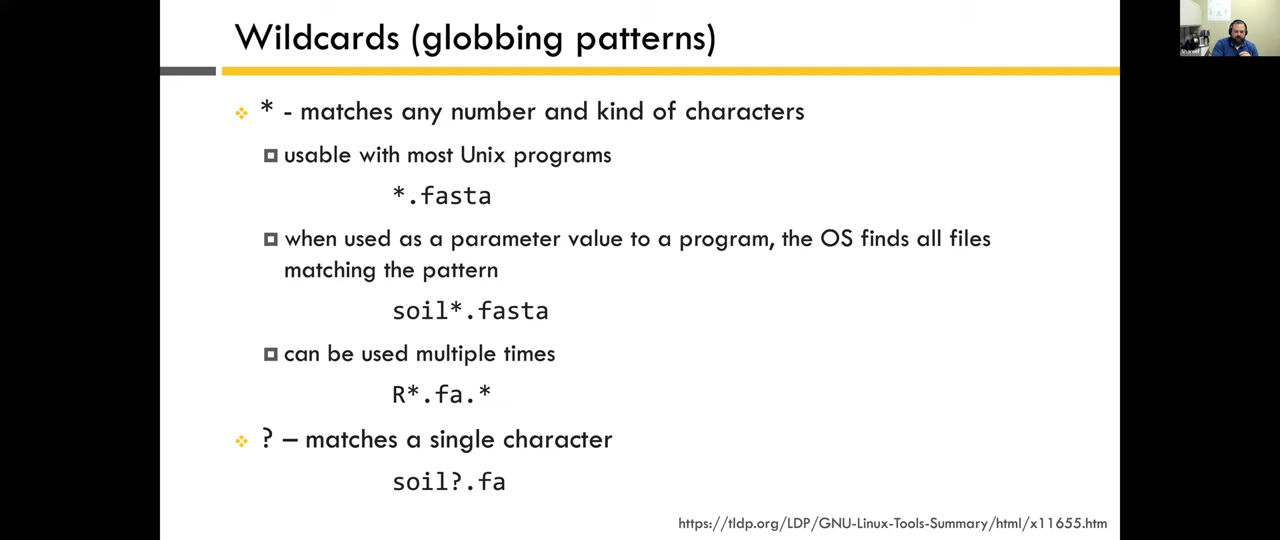 Wildcards (globbing patterns)
* - matches any number and kind of characters
usable with most Unix programs
*.fasta
when used as a parameter value to a program, the OS finds all files
matching the pattern
soil*.fasta
can be used multiple times
R*.fa.*
? – matches a single character
soil?.fa
https://tldp.org/LDP/GNU-Linux-Tools-Summary/html/x11655.htm